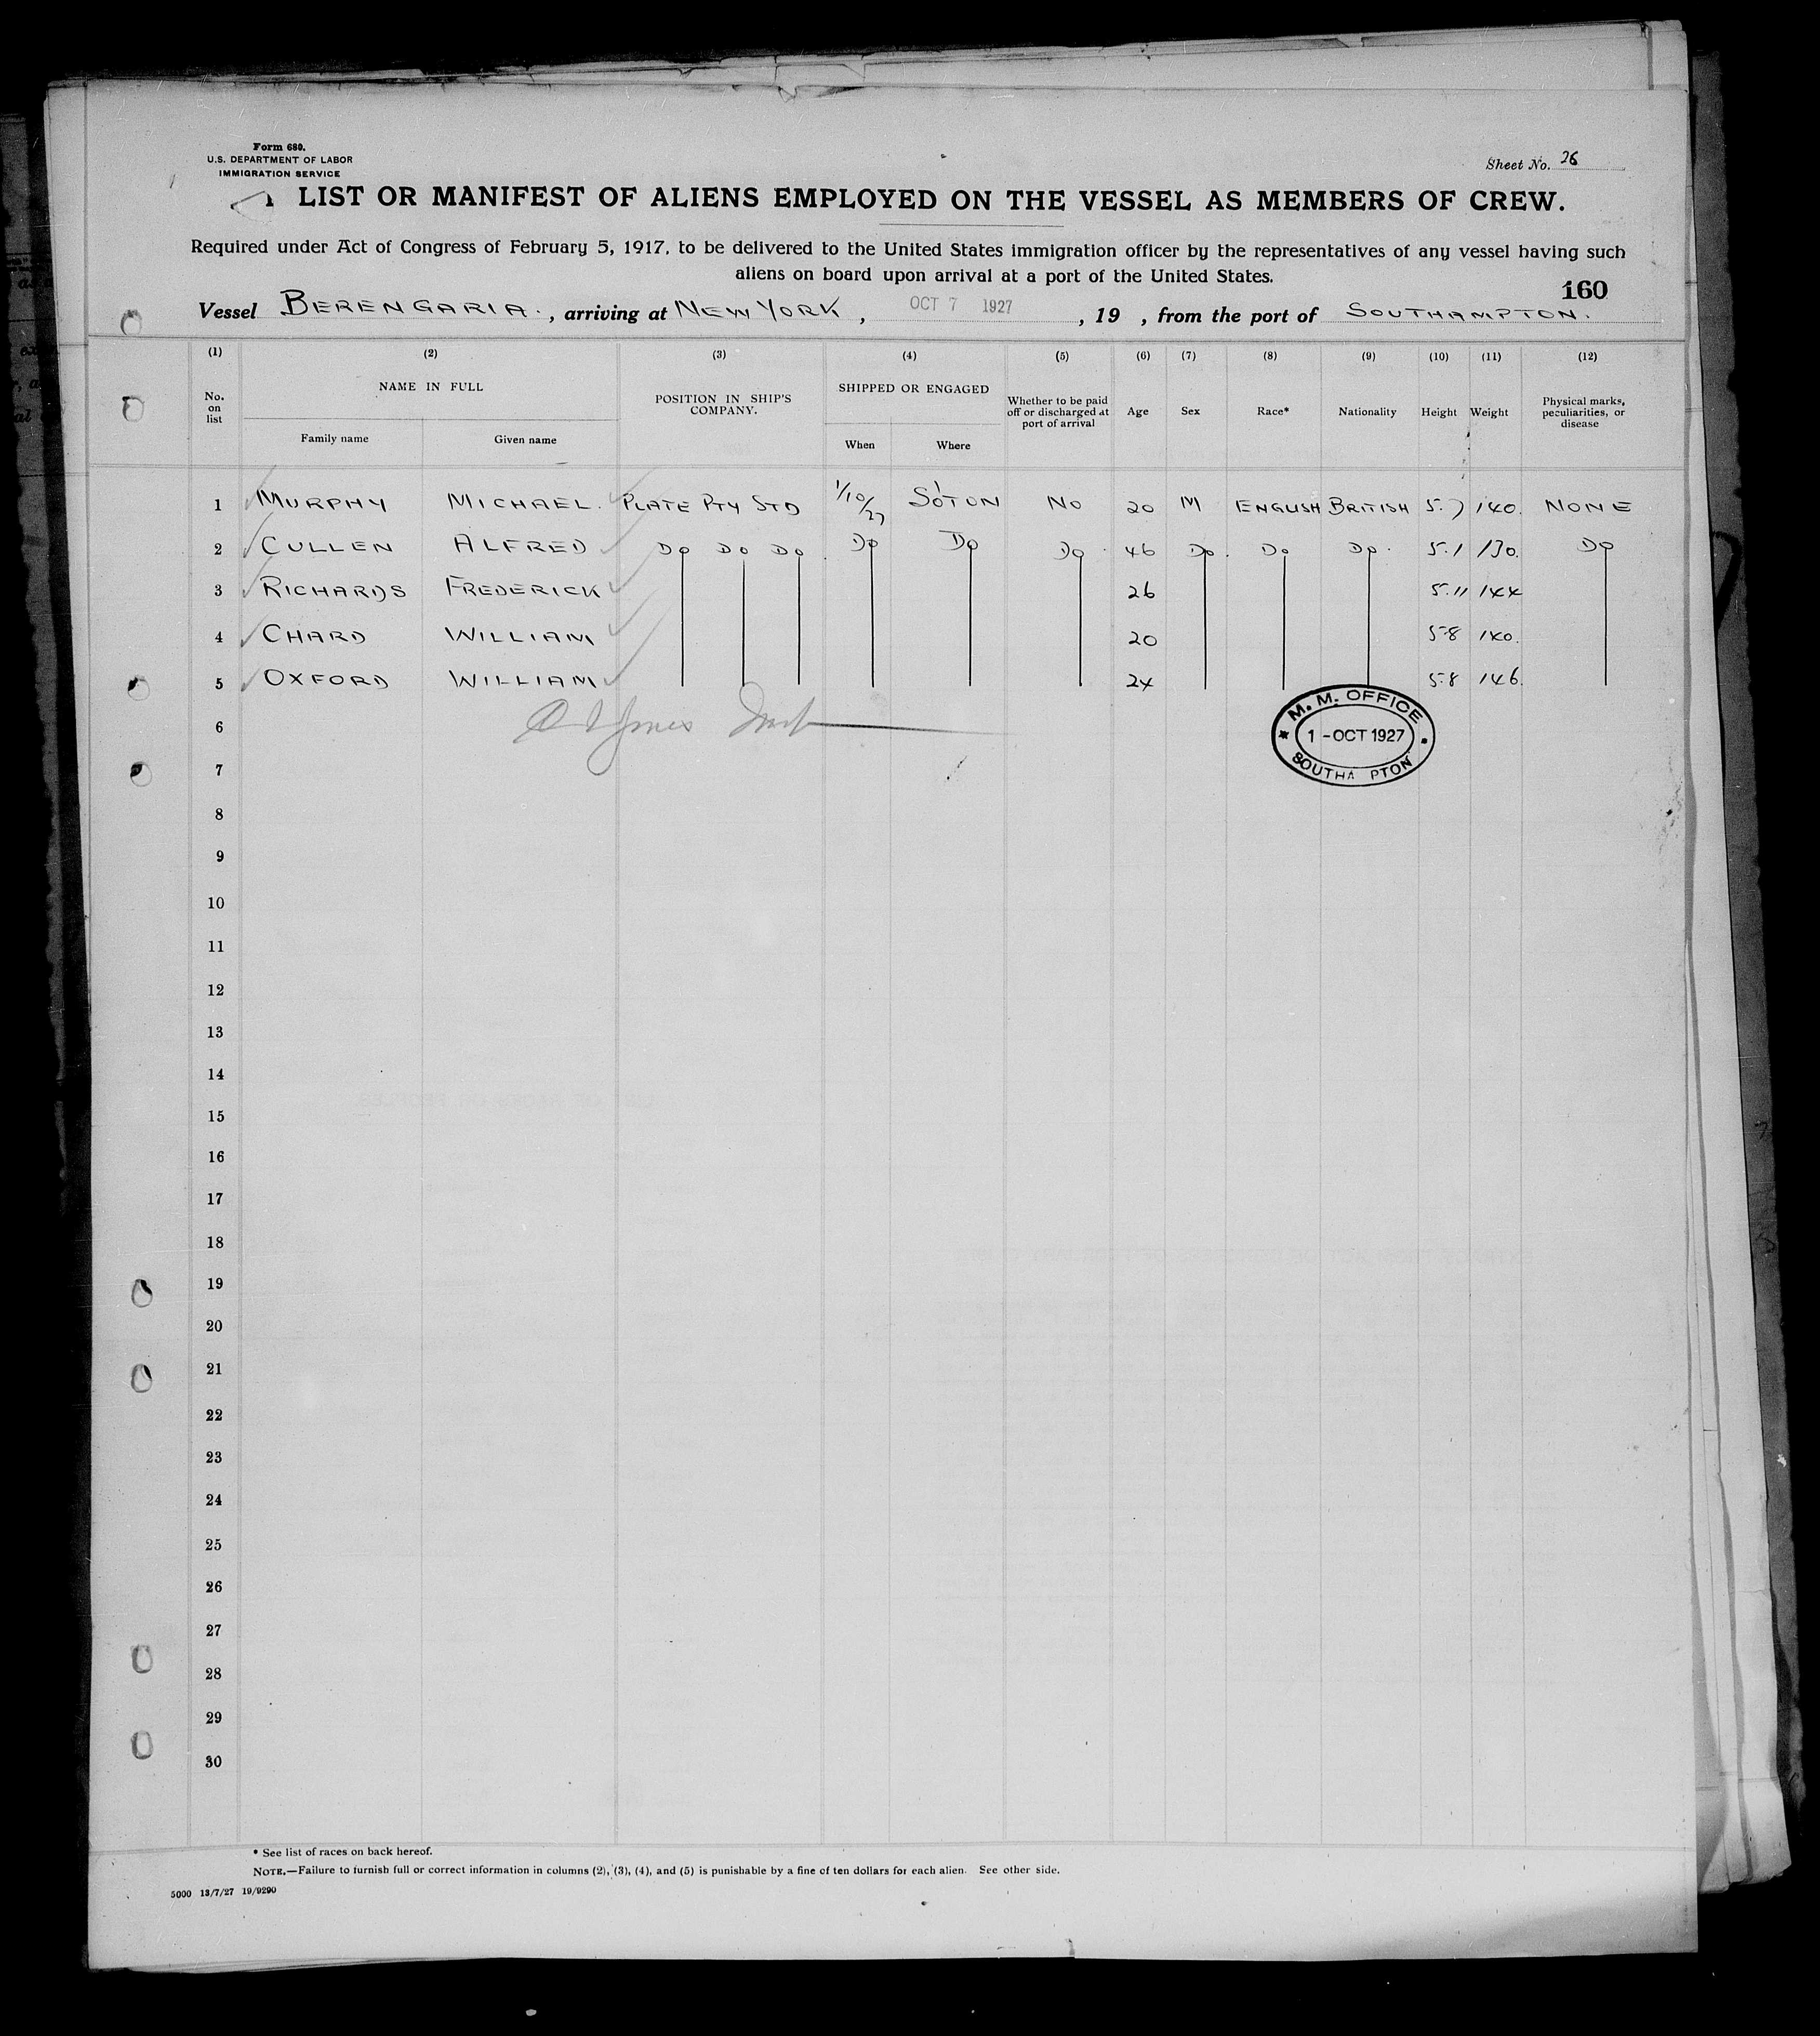 Form 689.
U.S. DEPARTMENT OF LABOR
IMMIGRATION SERVICE
Sheet No. 26
LIST OR MANIFEST OF ALIENS EMPLOYED ON THE VESSEL AS MEMBERS OF CREW.
Required under Act of Congress of February 5, 1917, to be delivered to the United States immigration officer by the representatives of any vessel having such
aliens on board upon arrival at a port of the United States.
160
Vessel BERENGARIA. , arriving at NEW YORK , OCT 7 1927 , 19 , from the port of SOUTHAMPTON.
(1) (2) (3) (4) (5) (6) (7) (8) (9) (10) (11) (12)
No. on list NAME IN FULL Family name Given name POSITION IN SHIP'S COMPANY. SHIPPED OR ENGAGED When Where Whether to be paid off or discharged at port of arrival Age Sex Race* Nationality Height Weight Physical marks, peculiarities, or disease
1 MURPHY MICHAEL. PLATE PTY STD 1/10/27 SO'TON NO 20 M ENGLISH BRITISH 5.7 140. NONE
2 CULLEN ALFRED Do Do Do Do Do Do 46 Do Do Do 5.1 130. Do
3 RICHARDS FREDERICK 26 5.11 144
4 CHARD WILLIAM 20 5-8 140.
5 OXFORD WILLIAM 24 5-8 146.
6
M. M. OFFICE
1 - OCT 1927
SOUTHA PTON
7
8
9
10
11
12
13
14
15
16
17
18
19
20
21
22
23
24
25
26
27
28
29
30
* See list of races on back hereof.
NOTE.—Failure to furnish full or correct information in columns (2), (3), (4), and (5) is punishable by a fine of ten dollars for each alien. See other side.
5000 13/7/27 19/9290